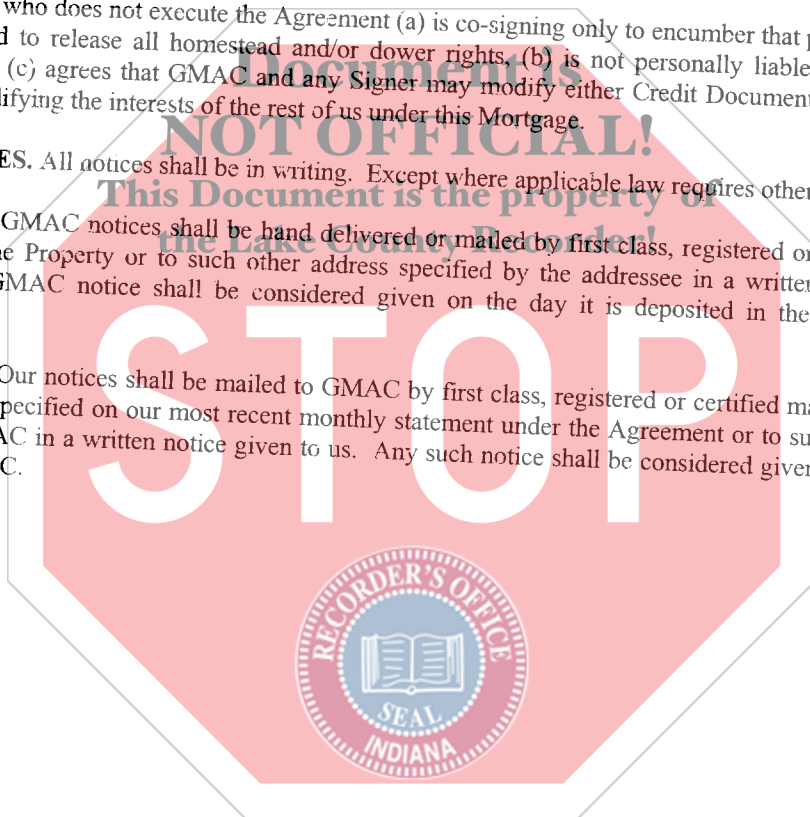 who does not execute the Agreement (a) is co-signing only to encumber that
to release all homestead and/or dower rights, (b) is not personally liable
(c) agrees that GMAC and any Signer may modify either Credit Document
lifying the interests of the rest of us under this Mortgage.
Document is
NOT OFFICIAL!
This Document is the property of
the Lake County Recorder!
ES. All notices shall be in writing. Except where applicable law requires other
GMAC notices shall be hand delivered or mailed by first class, registered or
e Property or to such other address specified by the addressee in a written
GMAC notice shall be considered given on the day it is deposited in the
STOP
Our notices shall be mailed to GMAC by first class, registered or certified ma
pecified on our most recent monthly statement under the Agreement or to su
AC in a written notice given to us. Any such notice shall be considered given
C.
RECORDER'S OFFICE
SEAL
INDIANA